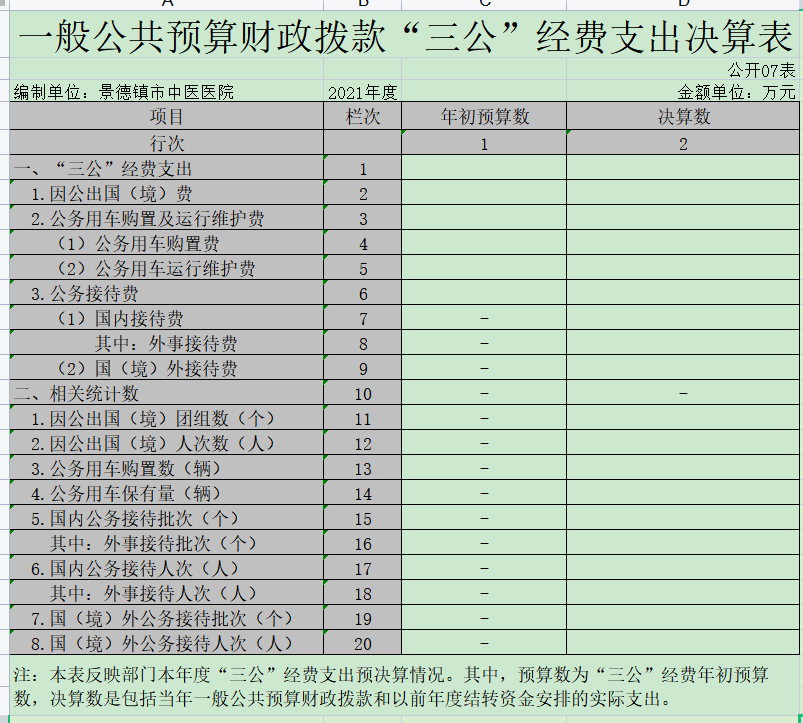 一般公共预算财政拨款“三公”经费支出决算表
公开07表
编制单位：景德镇市中医医院 2021年度 金额单位：万元
项目 栏次 年初预算数 决算数
行次 1 2
一、“三公”经费支出 1
1.因公出国（境）费 2
2.公务用车购置及运行维护费 3
（1）公务用车购置费 4
（2）公务用车运行维护费 5
3.公务接待费 6
（1）国内接待费 7 -
其中：外事接待费 8 -
（2）国（境）外接待费 9 -
二、相关统计数 10 - -
1.因公出国（境）团组数（个） 11 -
2.因公出国（境）人次数（人） 12 -
3.公务用车购置数（辆） 13 -
4.公务用车保有量（辆） 14 -
5.国内公务接待批次（个） 15 -
其中：外事接待批次（个） 16 -
6.国内公务接待人次（人） 17 -
其中：外事接待人次（人） 18 -
7.国（境）外公务接待批次（个） 19 -
8.国（境）外公务接待人次（人） 20 -
注：本表反映部门本年度“三公”经费支出预决算情况。其中，预算数为“三公”经费年初预算
数，决算数是包括当年一般公共预算财政拨款和以前年度结转资金安排的实际支出。